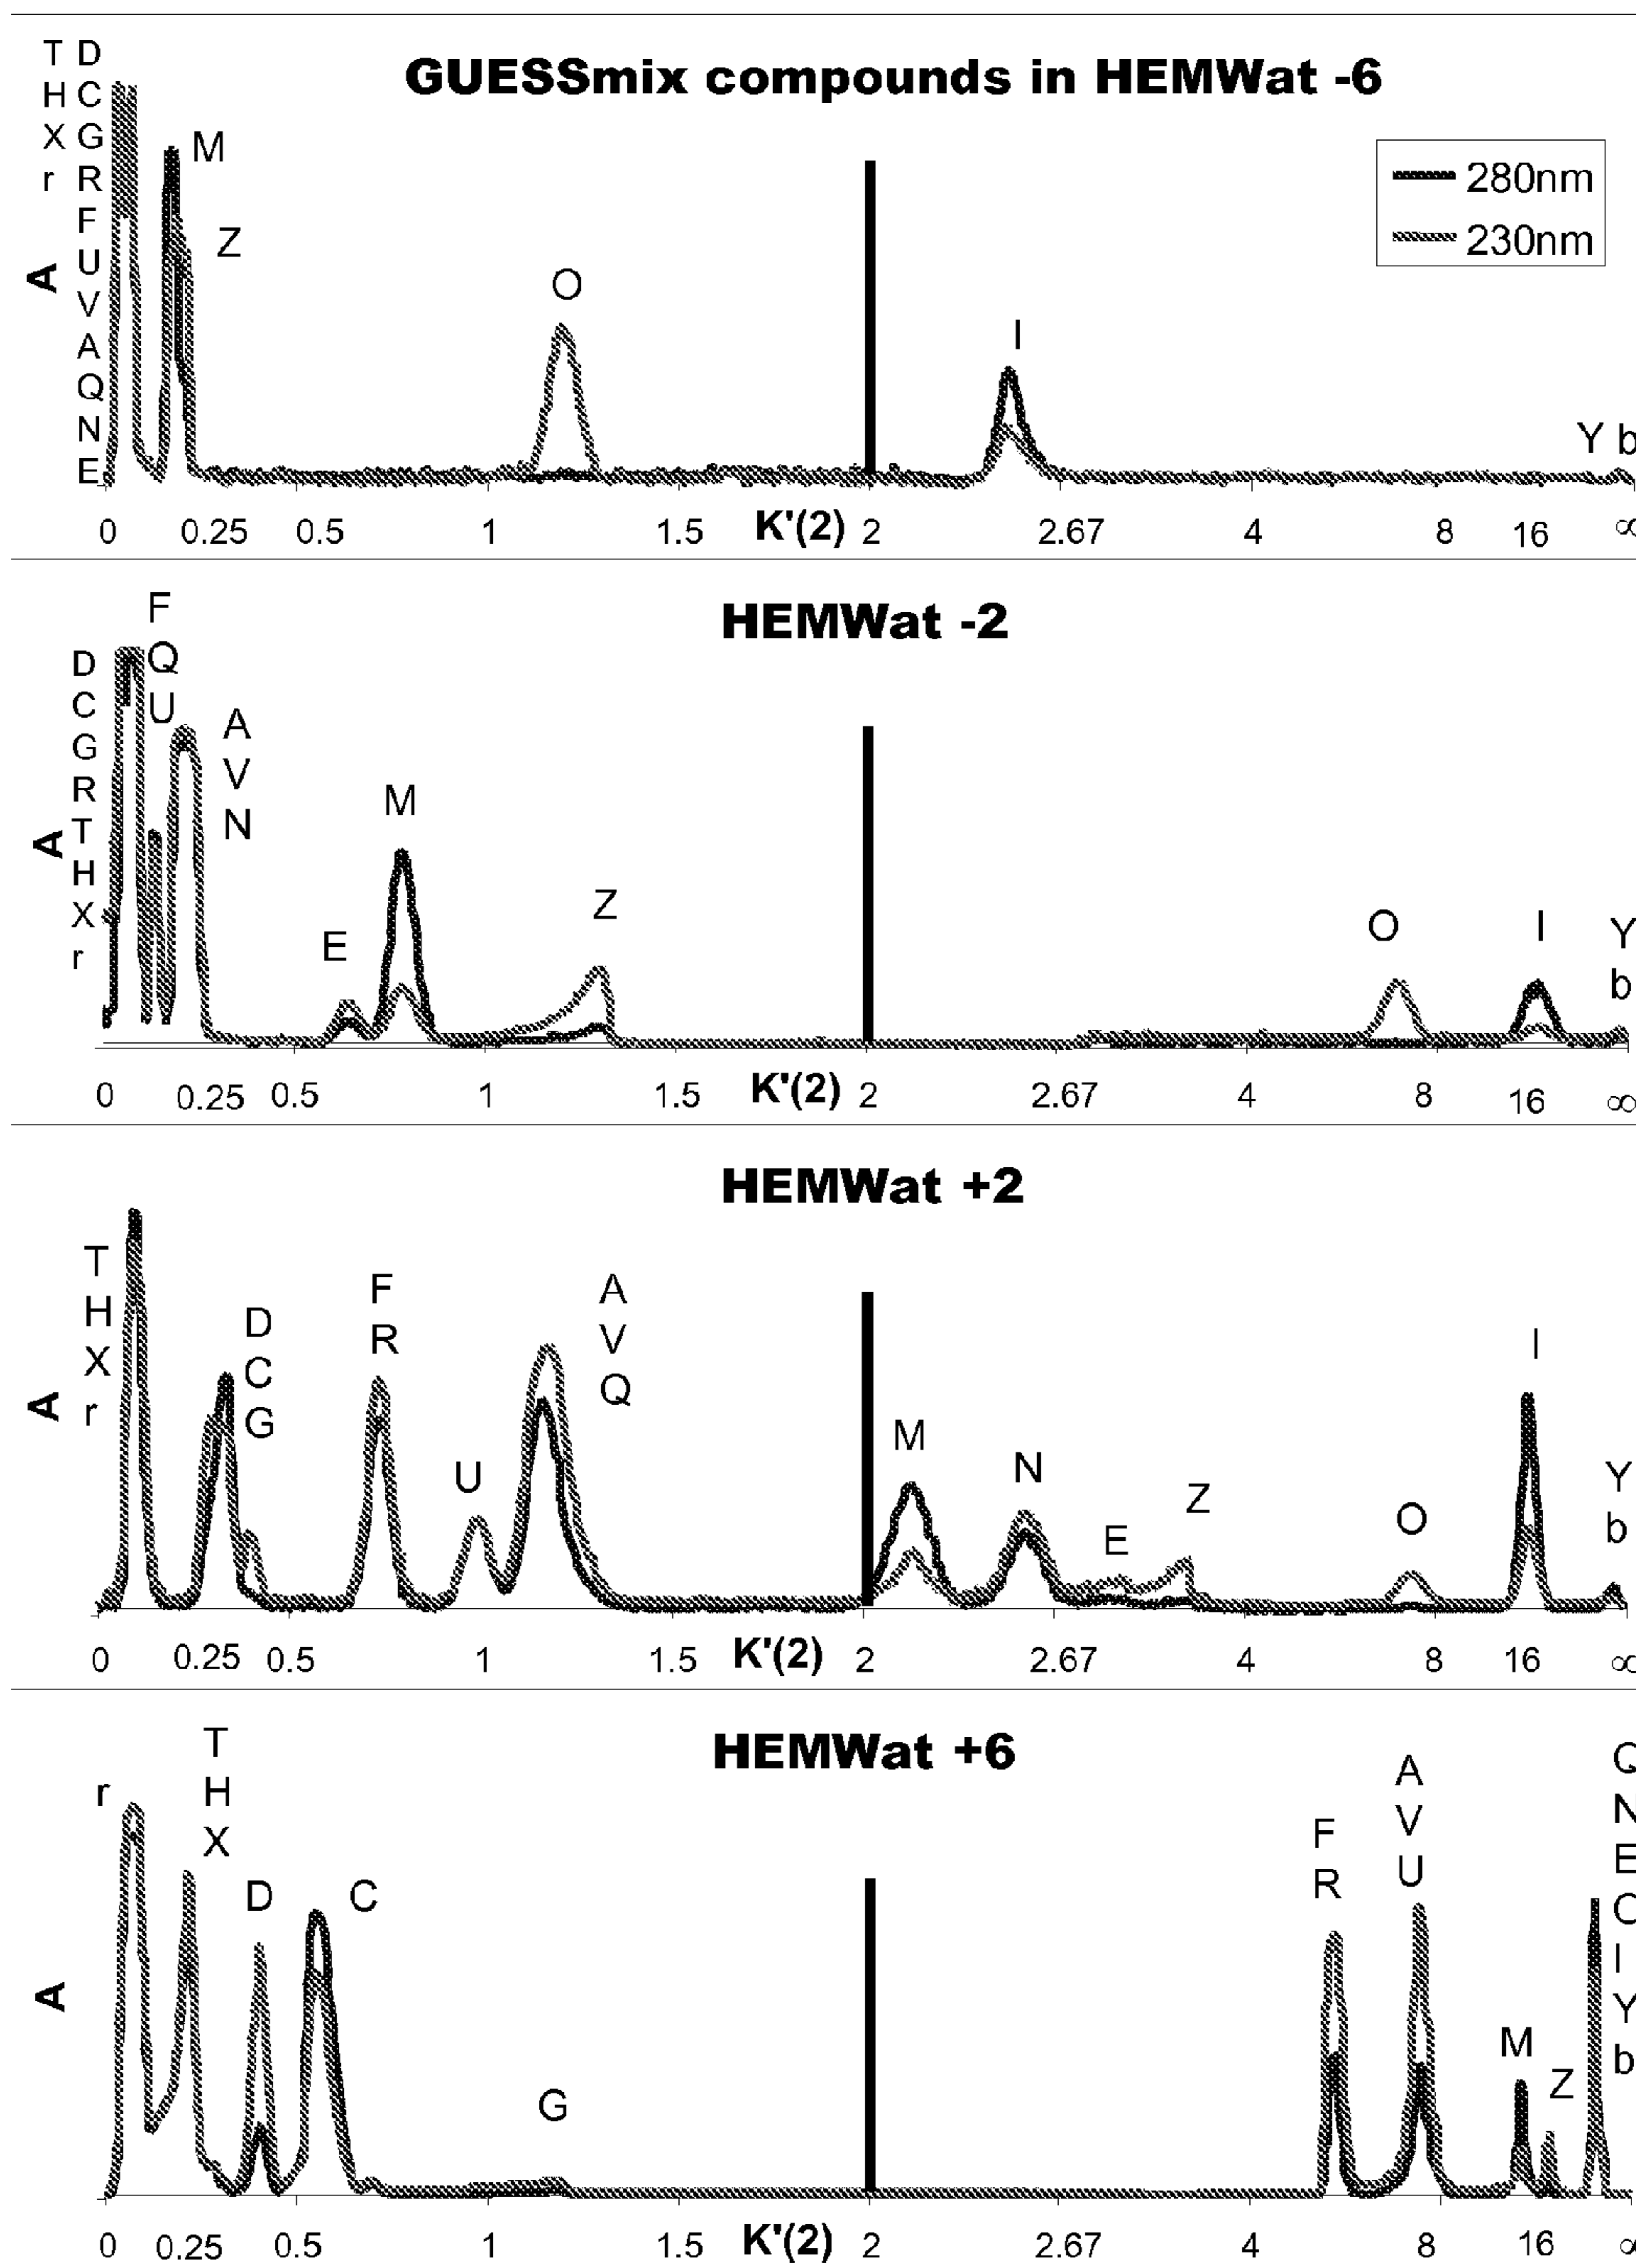 GUESSmix compounds in HEMWat -6
T D
H C
X G
r R
F
U
V
A
Q
N
E
A
M
Z
O
I
Y b
280nm
230nm
0 0.25 0.5 1 1.5 K'(2) 2 2.67 4 8 16 ∞
HEMWat -2
F
Q
U
D
C
G
R
T
H
X
r
A
A
V
N
E
M
Z
O
I
Y
b
0 0.25 0.5 1 1.5 K'(2) 2 2.67 4 8 16 ∞
HEMWat +2
T
H
X
r
A
D
C
G
F
R
U
A
V
Q
M
N
E
Z
O
I
Y
b
0 0.25 0.5 1 1.5 K'(2) 2 2.67 4 8 16 ∞
HEMWat +6
r
T
H
X
A
D
C
G
F
R
A
V
U
M
Z
Q
N
E
O
I
Y
b
0 0.25 0.5 1 1.5 K'(2) 2 2.67 4 8 16 ∞